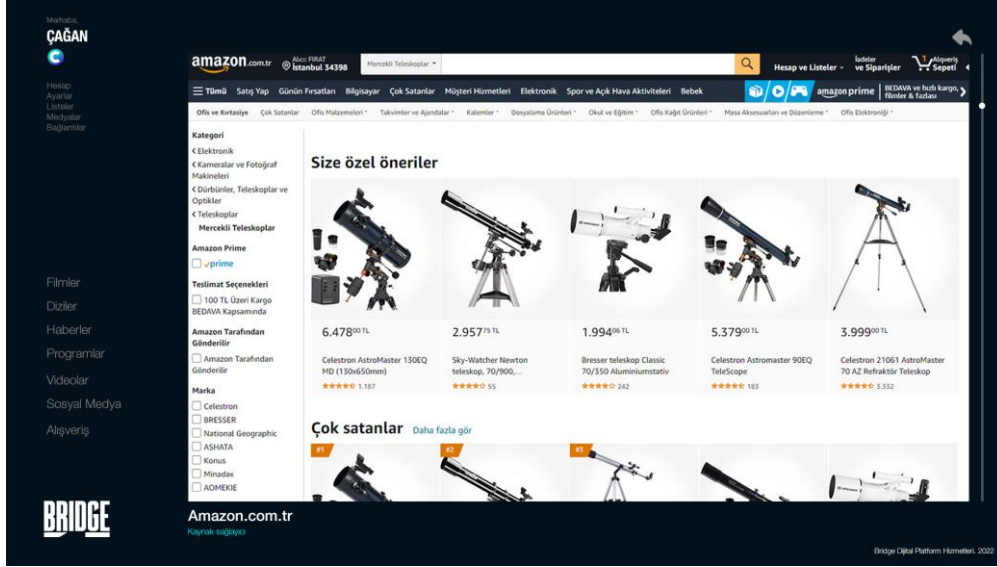 Merhaba,
ÇAĞAN
Hesap
Ayarlar
Listeler
Medyalar
Bağlantılar
Filmler
Diziler
Haberler
Programlar
Videolar
Sosyal Medya
Alışveriş
BRIDGE
amazon.com.tr
Alıcı: FIRAT
İstanbul 34398
Mercekli Teleskoplar
Hesap ve Listeler
İadeler
ve Siparişler
Alışveriş
Sepeti
Tümü Satış Yap Günün Fırsatları Bilgisayar Çok Satanlar Müşteri Hizmetleri Elektronik Spor ve Açık Hava Aktiviteleri Bebek
amazon prime
BEDAVA ve hızlı kargo,
filmler & fazlası
Ofis ve Kırtasiye Çok Satanlar Ofis Malzemeleri Takvimler ve Ajandalar Kalemler Dosyalama Ürünleri Okul ve Eğitim Ofis Kağıt Ürünleri Masa Aksesuarları ve Düzenleme Ofis Elektroniği
Kategori
Elektronik
Kameralar ve Fotoğraf
Makineleri
Dürbünler, Teleskoplar ve
Optikler
Teleskoplar
Mercekli Teleskoplar
Amazon Prime
prime
Teslimat Seçenekleri
100 TL Üzeri Kargo
BEDAVA Kapsamında
Amazon Tarafından
Gönderilir
Amazon Tarafından
Gönderilir
Marka
Celestron
BRESSER
National Geographic
ASHATA
Konus
Minadax
AOMEKIE
Size özel öneriler
6.478 00 TL
Celestron AstroMaster 130EQ
MD (130x650mm)
1.187
2.957 75 TL
Sky-Watcher Newton
teleskop, 70/900,...
55
1.994 06 TL
Bresser teleskop Classic
70/350 Aluminiumstativ
242
5.379 00 TL
Celestron Astromaster 90EQ
TeleScope
183
3.999 00 TL
Celestron 21061 AstroMaster
70 AZ Refraktör Teleskop
3.332
Çok satanlar Daha fazla gör
#1
#2
#3
Amazon.com.tr
Kaynak sağlayıcı
Bridge Dijital Platform Hizmetleri. 2022